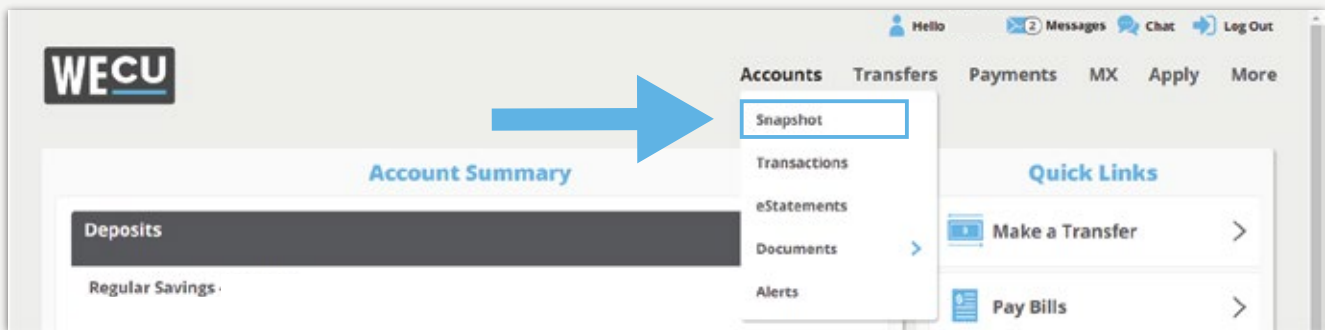 Hello 2 Messages Chat Log Out
WECU
Accounts Transfers Payments MX Apply More
Snapshot
Transactions
eStatements
Documents
Alerts
Account Summary
Deposits
Regular Savings -
Quick Links
Make a Transfer
Pay Bills